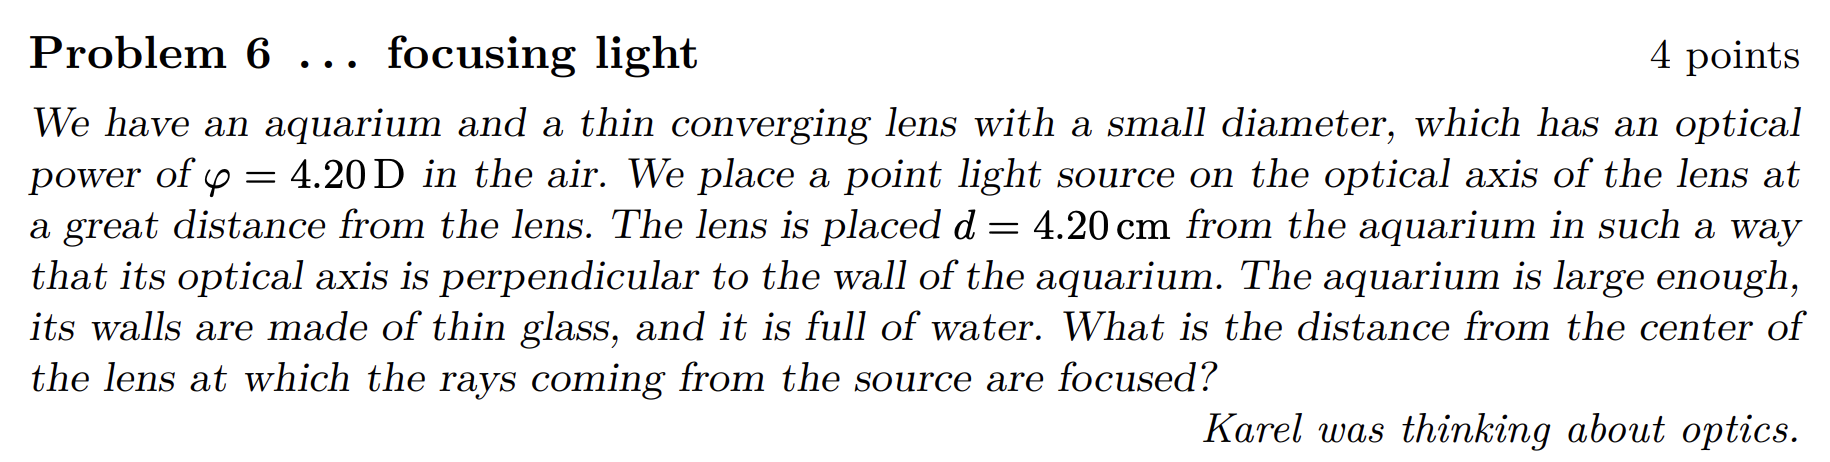 Problem 6 ... focusing light 4 points
We have an aquarium and a thin converging lens with a small diameter, which has an optical
power of φ = 4.20 D in the air. We place a point light source on the optical axis of the lens at
a great distance from the lens. The lens is placed d = 4.20 cm from the aquarium in such a way
that its optical axis is perpendicular to the wall of the aquarium. The aquarium is large enough,
its walls are made of thin glass, and it is full of water. What is the distance from the center of
the lens at which the rays coming from the source are focused?
Karel was thinking about optics.